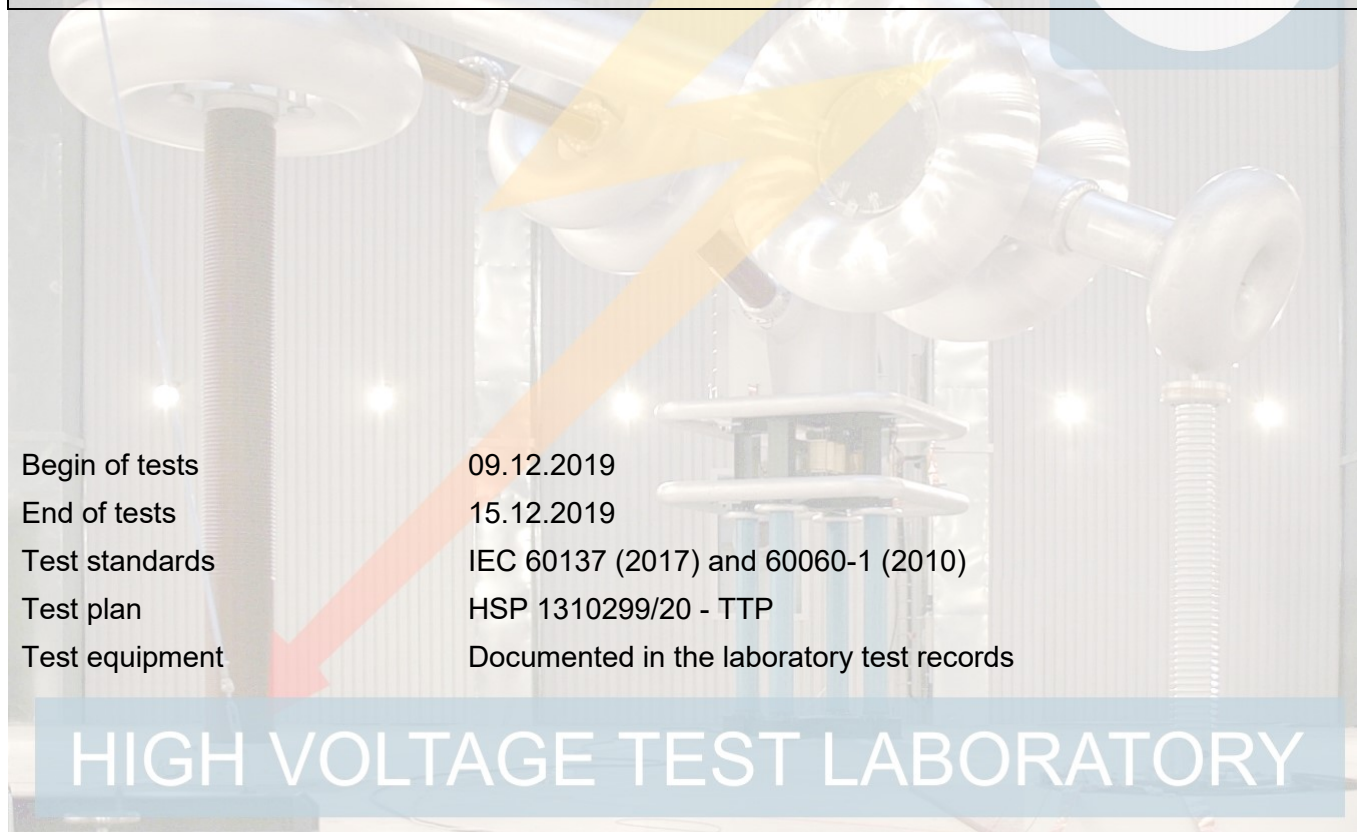 Begin of tests 09.12.2019
End of tests 15.12.2019
Test standards IEC 60137 (2017) and 60060-1 (2010)
Test plan HSP 1310299/20 - TTP
Test equipment Documented in the laboratory test records
HIGH VOLTAGE TEST LABORATORY